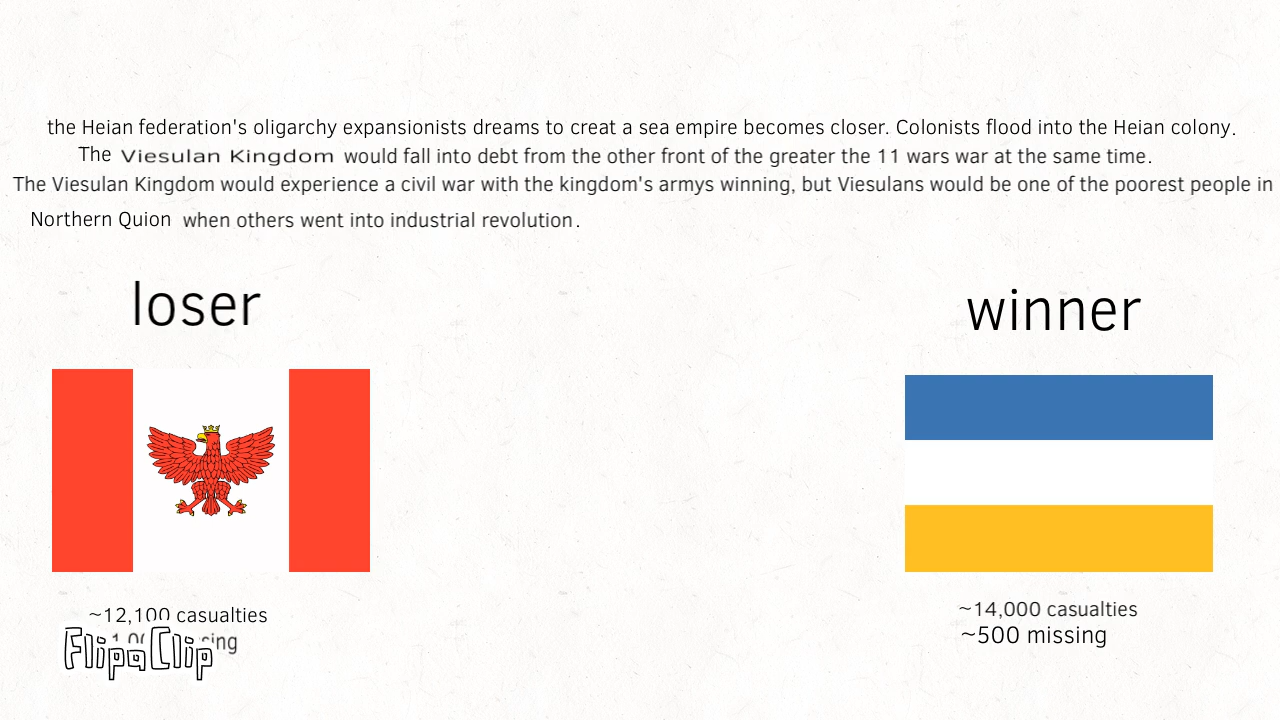 the Heian federation's oligarchy expansionists dreams to creat a sea empire becomes closer. Colonists flood into the Heian colony.
The Viesulan Kingdom would fall into debt from the other front of the greater the 11 wars war at the same time.
The Viesulan Kingdom would experience a civil war with the kingdom's armys winning, but Viesulans would be one of the poorest people in
Northern Quion when others went into industrial revolution.
loser
winner
~12,100 casualties
~14,000 casualties
~500 missing
FlipaClip